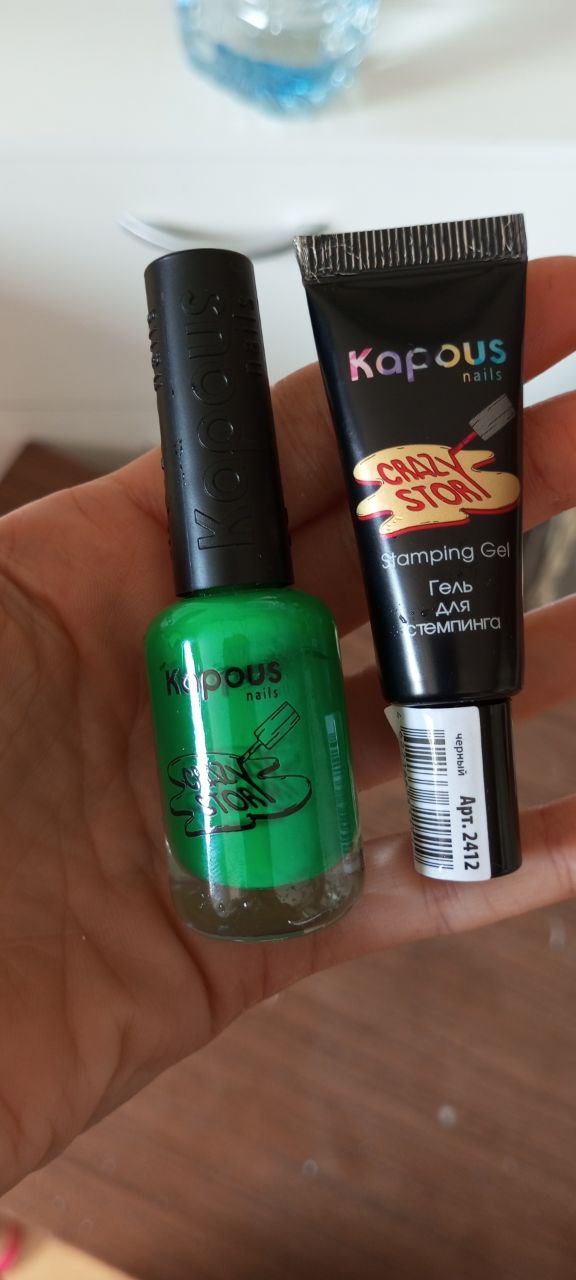 Kapous
nails
Kapous
nails
CRAZY
STORY
Kapous
nails
CRAZY
STORY
Stamping Gel
Гель
для
стемпинга
черный
Арт. 2412